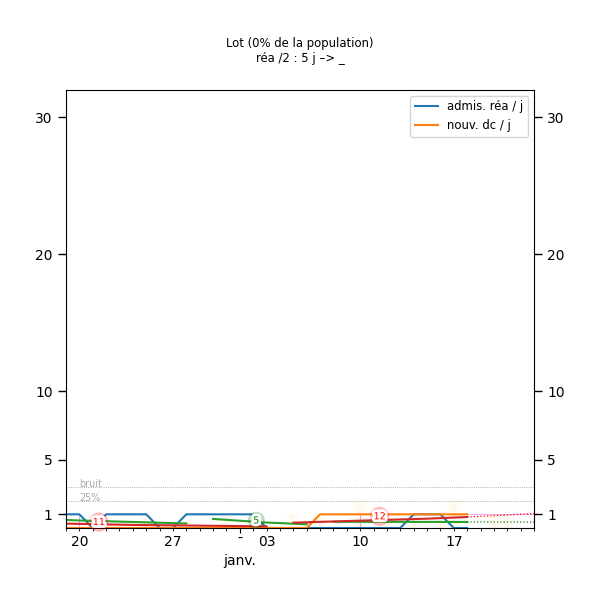 Lot (0% de la population)
réa /2 : 5 j –> _
admis. réa / j
nouv. dc / j
30 30
20 20
10 10
5 5
bruit
25%
1 1
11 5 12
20 27 - 03 10 17
janv.